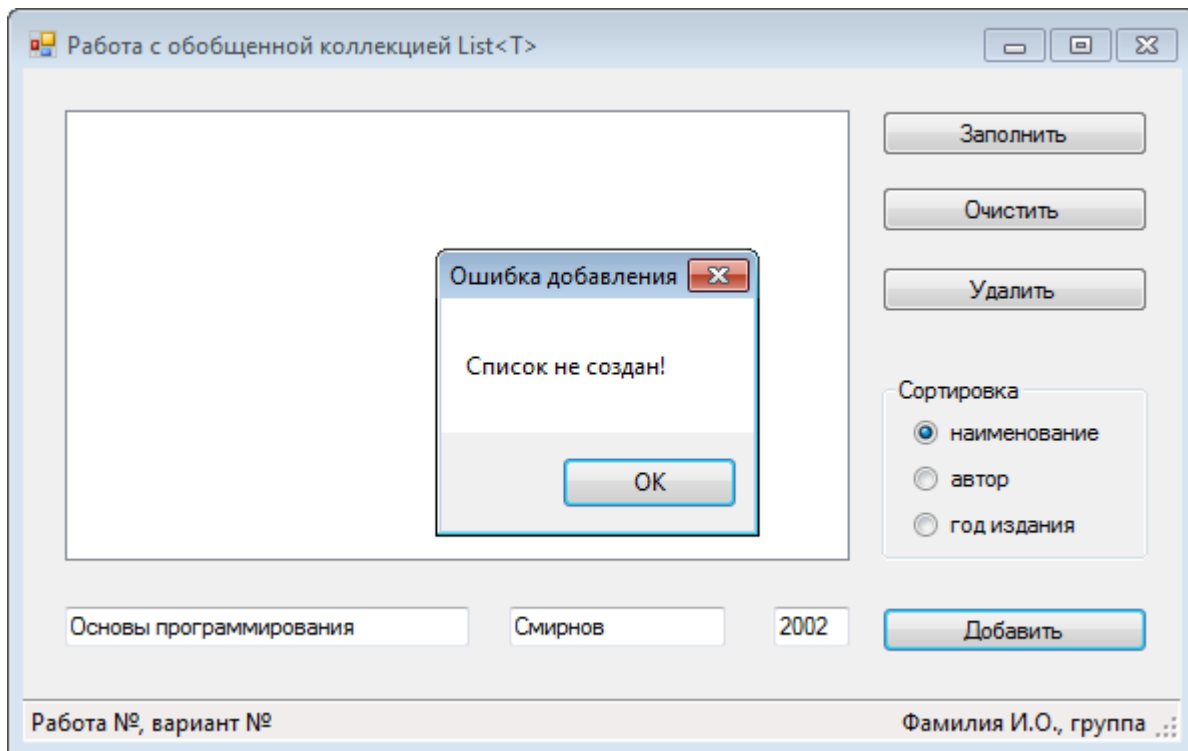 Работа с обобщенной коллекцией List<T>
Заполнить
Очистить
Удалить
Ошибка добавления
Список не создан!
OK
Сортировка
наименование
автор
год издания
Основы программирования
Смирнов
2002
Добавить
Работа №, вариант №
Фамилия И.О., группа